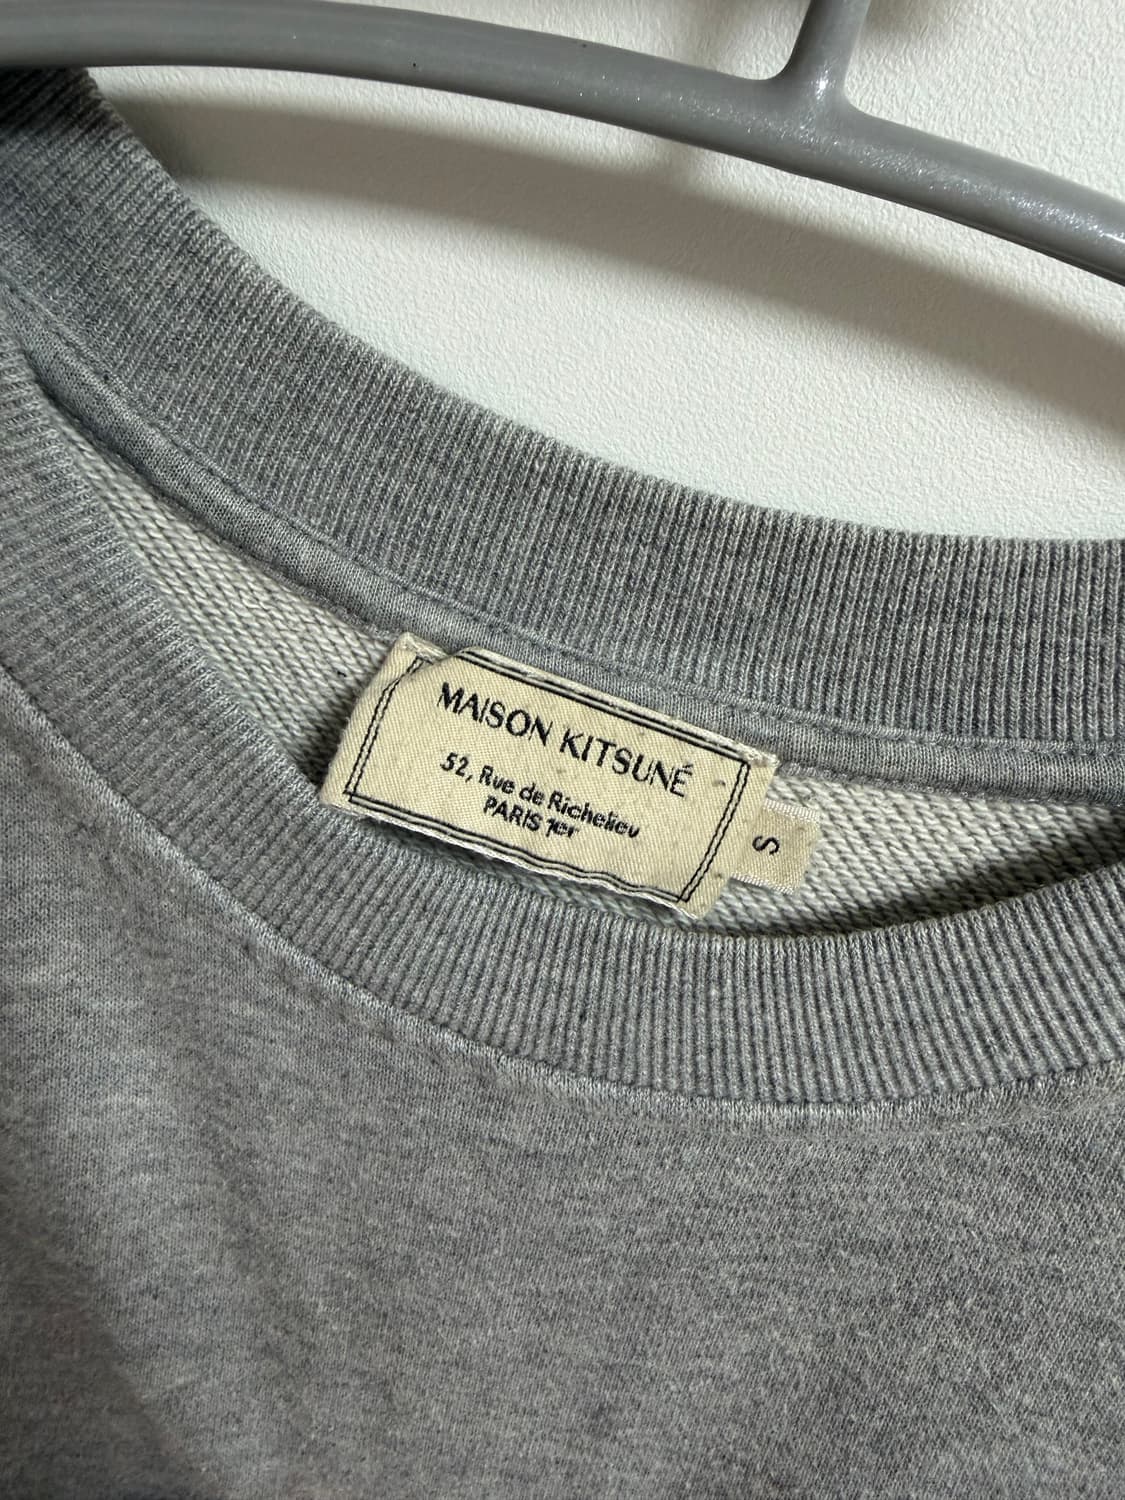 MAISON KITSUNÉ
52, Rue de Richelieu
PARIS 1er
S